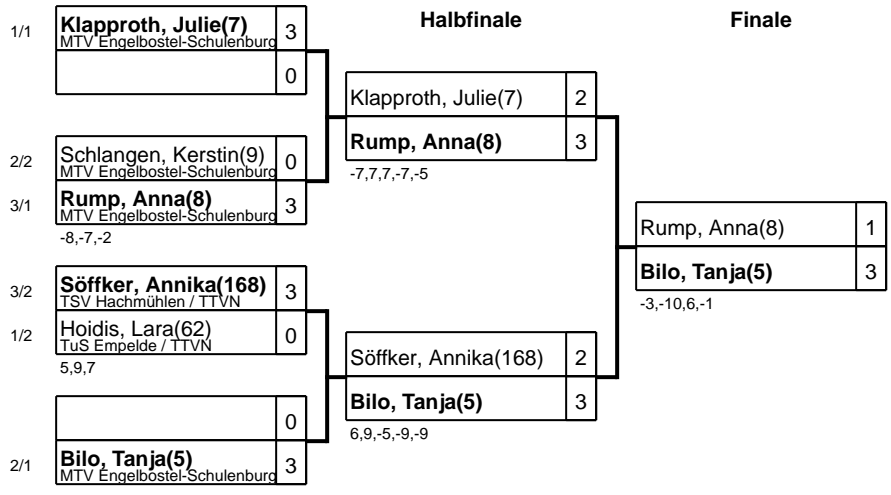 Halbfinale
Finale
1/1
Klapproth, Julie(7) 3
MTV Engelbostel-Schulenburg
0
2/2
Schlangen, Kerstin(9) 0
MTV Engelbostel-Schulenburg
3/1
Rump, Anna(8) 3
MTV Engelbostel-Schulenburg
-8,-7,-2
3/2
Söffker, Annika(168) 3
TSV Hachmühlen / TTVN
1/2
Hoidis, Lara(62) 0
TuS Empelde / TTVN
5,9,7
0
2/1
Bilo, Tanja(5) 3
MTV Engelbostel-Schulenburg
Klapproth, Julie(7) 2
Rump, Anna(8) 3
-7,7,7,-7,-5
Söffker, Annika(168) 2
Bilo, Tanja(5) 3
6,9,-5,-9,-9
Rump, Anna(8) 1
Bilo, Tanja(5) 3
-3,-10,6,-1